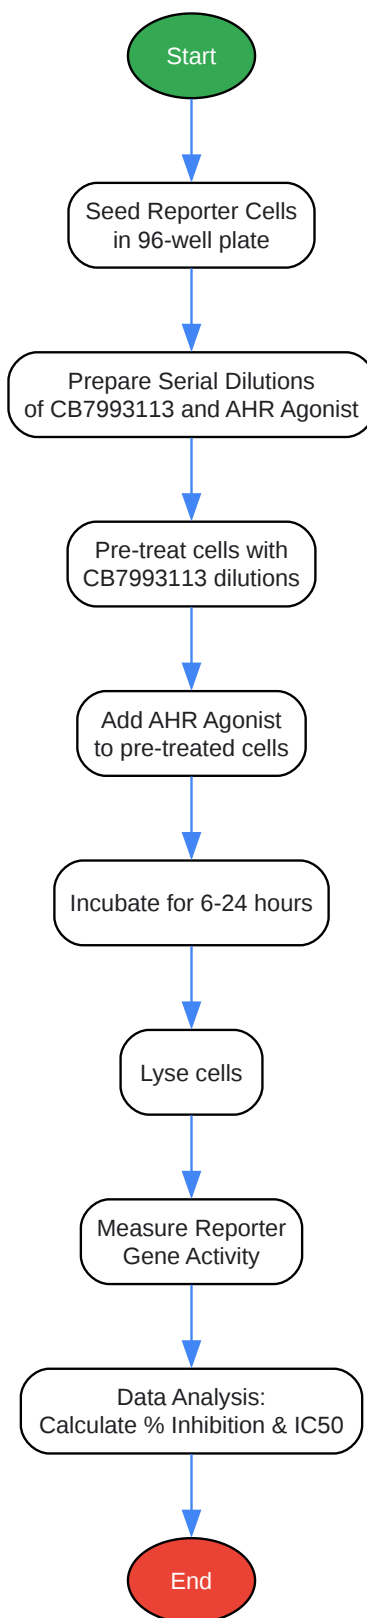 Start
Seed Reporter Cells
in 96-well plate
Prepare Serial Dilutions
of CB7993113 and AHR Agonist
Pre-treat cells with
CB7993113 dilutions
Add AHR Agonist
to pre-treated cells
Incubate for 6-24 hours
Lyse cells
Measure Reporter
Gene Activity
Data Analysis:
Calculate % Inhibition & IC50
End